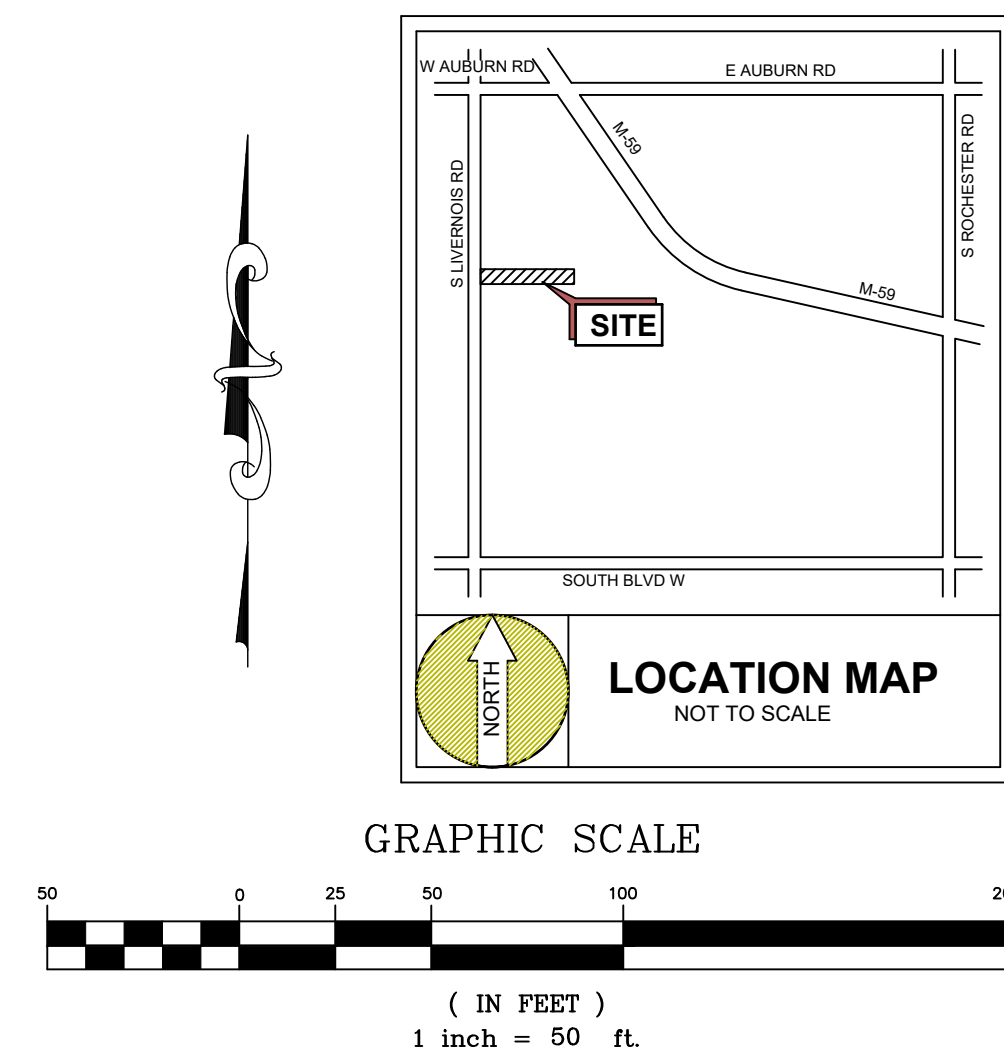 W AUBURN RD
E AUBURN RD
M-59
S LIVERNOIS RD
S ROCHESTER RD
M-59
SITE
SOUTH BLVD W
NORTH
LOCATION MAP
NOT TO SCALE
GRAPHIC SCALE
50 0 25 50 100
( IN FEET )
1 inch = 50 ft.